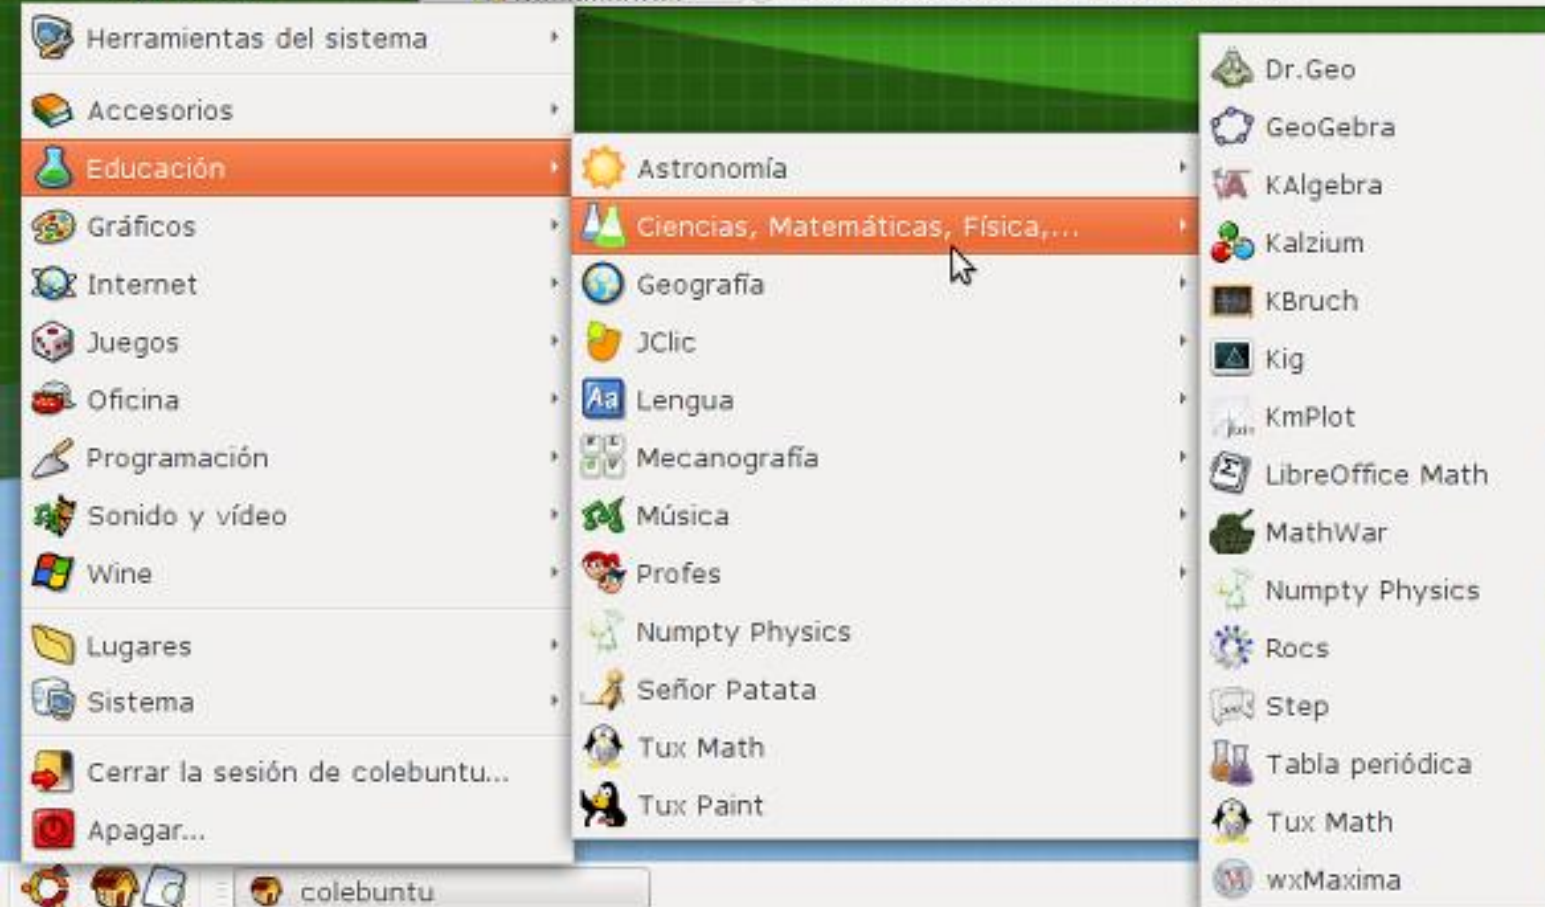 Herramientas del sistema
Accesorios
Educación
Gráficos
Internet
Juegos
Oficina
Programación
Sonido y vídeo
Wine
Lugares
Sistema
Cerrar la sesión de colebuntu...
Apagar...
Astronomía
Ciencias, Matemáticas, Física,...
Geografía
JClic
Aa Lengua
Mecanografía
Música
Profes
Numpty Physics
Señor Patata
Tux Math
Tux Paint
Dr.Geo
GeoGebra
KAlgebra
Kalzium
KBruch
Kig
KmPlot
LibreOffice Math
MathWar
Numpty Physics
Rocs
Step
Tabla periódica
Tux Math
wxMaxima
colebuntu